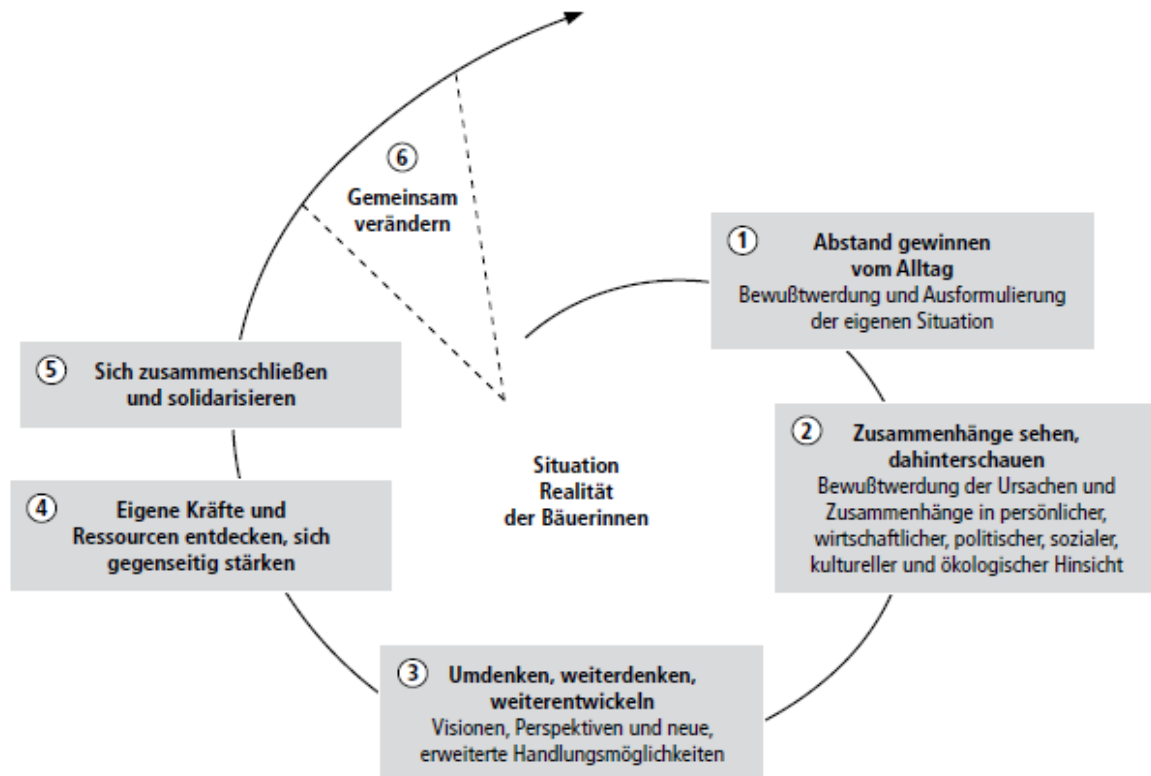 1
Abstand gewinnen
vom Alltag
Bewußtwerdung und Ausformulierung
der eigenen Situation
2
Zusammenhänge sehen,
dahinterschauen
Bewußtwerdung der Ursachen und
Zusammenhänge in persönlicher,
wirtschaftlicher, politischer, sozialer,
kultureller und ökologischer Hinsicht
3
Umdenken, weiterdenken,
weiterentwickeln
Visionen, Perspektiven und neue,
erweiterte Handlungsmöglichkeiten
4
Eigene Kräfte und
Ressourcen entdecken, sich
gegenseitig stärken
5
Sich zusammenschließen
und solidarisieren
6
Gemeinsam
verändern
Situation
Realität
der Bäuerinnen